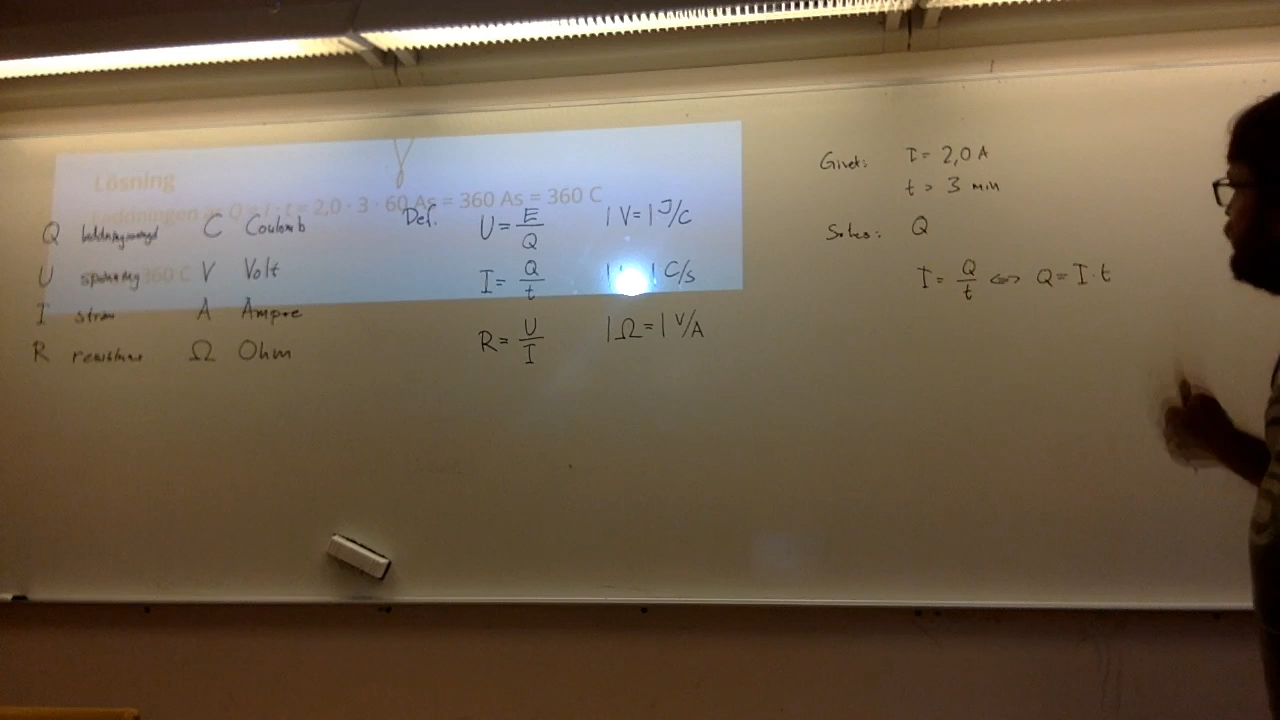 Lösning
Laddningen är Q = I · t = 2,0 · 3 · 60 As = 360 As = 360 C
360 C
Q laddningsmängd C Coulomb
U spänning V Volt
I ström A Ampere
R resistans Ω Ohm
Def.
U = E/Q 1 V = 1 J/C
I = Q/t 1 C/s
R = U/I 1 Ω = 1 V/A
Givet: I = 2,0 A
t = 3 min
Sökes: Q
I = Q/t <=> Q = I · t